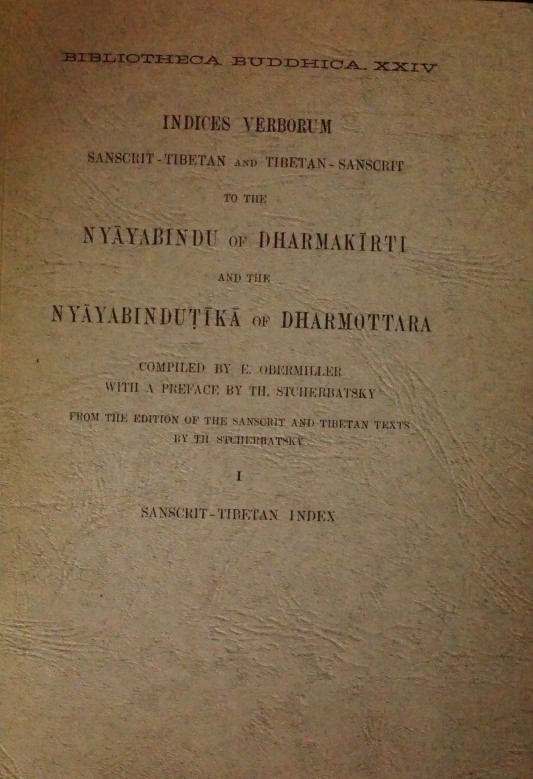 BIBLIOTHECA BUDDHICA. XXIV
INDICES VERBORUM
SANSCRIT-TIBETAN AND TIBETAN-SANSCRIT
TO THE
NYĀYABINDU OF DHARMAKĪRTI
AND THE
NYĀYABINDUṬĪKĀ OF DHARMOTTARA
COMPILED BY E. OBERMILLER
WITH A PREFACE BY TH. STCHERBATSKY
FROM THE EDITION OF THE SANSCRIT AND TIBETAN TEXTS
BY TH. STCHERBATSKY
I
SANSCRIT-TIBETAN INDEX